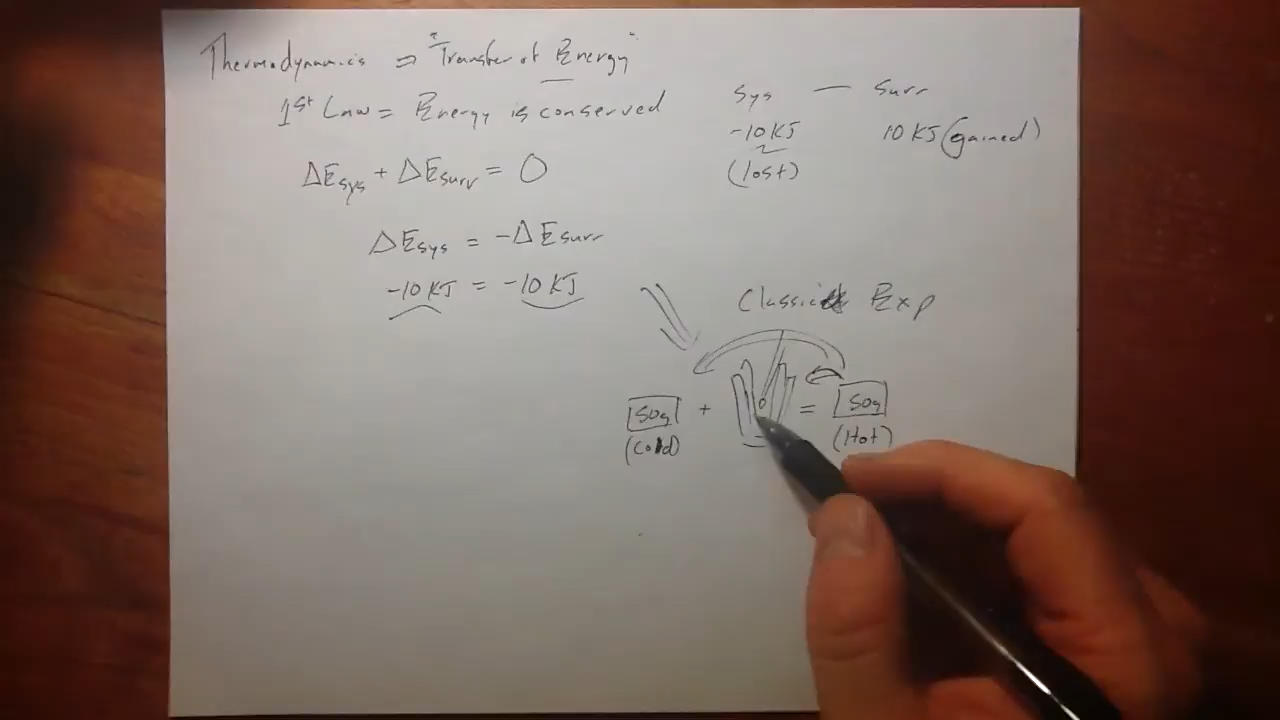 Thermodynamics ⇒ "Transfer of Energy"
1st Law = Energy is conserved
ΔEsys + ΔEsurr = 0
ΔEsys = -ΔEsurr
-10 KJ = -10 KJ
Sys — Surr
-10 KJ 10 KJ (gained)
(lost)
Classic Exp
50g + = 50g
(Cold) (Hot)